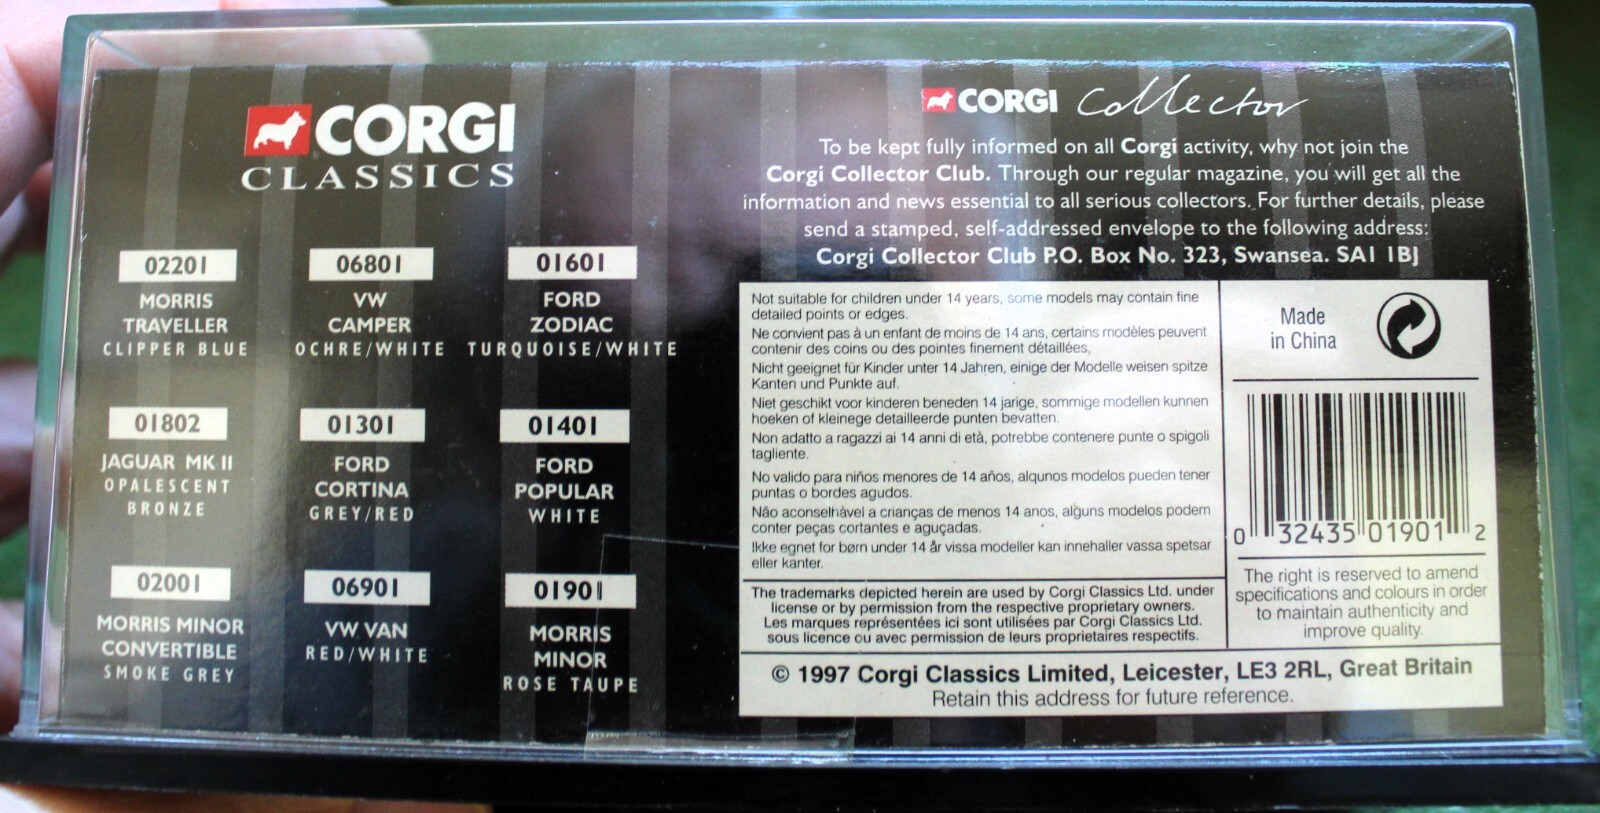 CORGI
CLASSICS
02201
MORRIS
TRAVELLER
CLIPPER BLUE
06801
VW
CAMPER
OCHRE/WHITE
01601
FORD
ZODIAC
TURQUOISE/WHITE
01802
JAGUAR MK II
OPALESCENT
BRONZE
01301
FORD
CORTINA
GREY/RED
01401
FORD
POPULAR
WHITE
02001
MORRIS MINOR
CONVERTIBLE
SMOKE GREY
06901
VW VAN
RED/WHITE
01901
MORRIS
MINOR
ROSE TAUPE
CORGI Collector
To be kept fully informed on all Corgi activity, why not join the
Corgi Collector Club. Through our regular magazine, you will get all the
information and news essential to all serious collectors. For further details, please
send a stamped, self-addressed envelope to the following address:
Corgi Collector Club P.O. Box No. 323, Swansea. SA1 1BJ
Not suitable for children under 14 years, some models may contain fine
detailed points or edges.
Ne convient pas à un enfant de moins de 14 ans, certains modèles peuvent
contenir des coins ou des pointes finement détaillées,
Nicht geeignet für Kinder unter 14 Jahren, einige der Modelle weisen spitze
Kanten und Punkte auf.
Niet geschikt voor kinderen beneden 14 jarige, sommige modellen kunnen
hoeken of kleinege detailleerde punten bevatten.
Non adatto a ragazzi ai 14 anni di età, potrebbe contenere punte o spigoli
tagliente.
No valido para niños menores de 14 años, alqunos modelos pueden tener
puntas o bordes agudos.
Não aconselhàvel a crianças de menos 14 anos, alguns modelos podem
conter peças cortantes e aguçadas.
Ikke egnet for børn under 14 år vissa modeller kan innehaller vassa spetsar
eller kanter.
The trademarks depicted herein are used by Corgi Classics Ltd. under
license or by permission from the respective proprietary owners.
Les marques représentées ici sont utilisées par Corgi Classics Ltd.
sous licence ou avec permission de leurs proprietaires respectifs.
Made
in China
0 32435 01901 2
The right is reserved to amend
specifications and colours in order
to maintain authenticity and
improve quality.
© 1997 Corgi Classics Limited, Leicester, LE3 2RL, Great Britain
Retain this address for future reference.